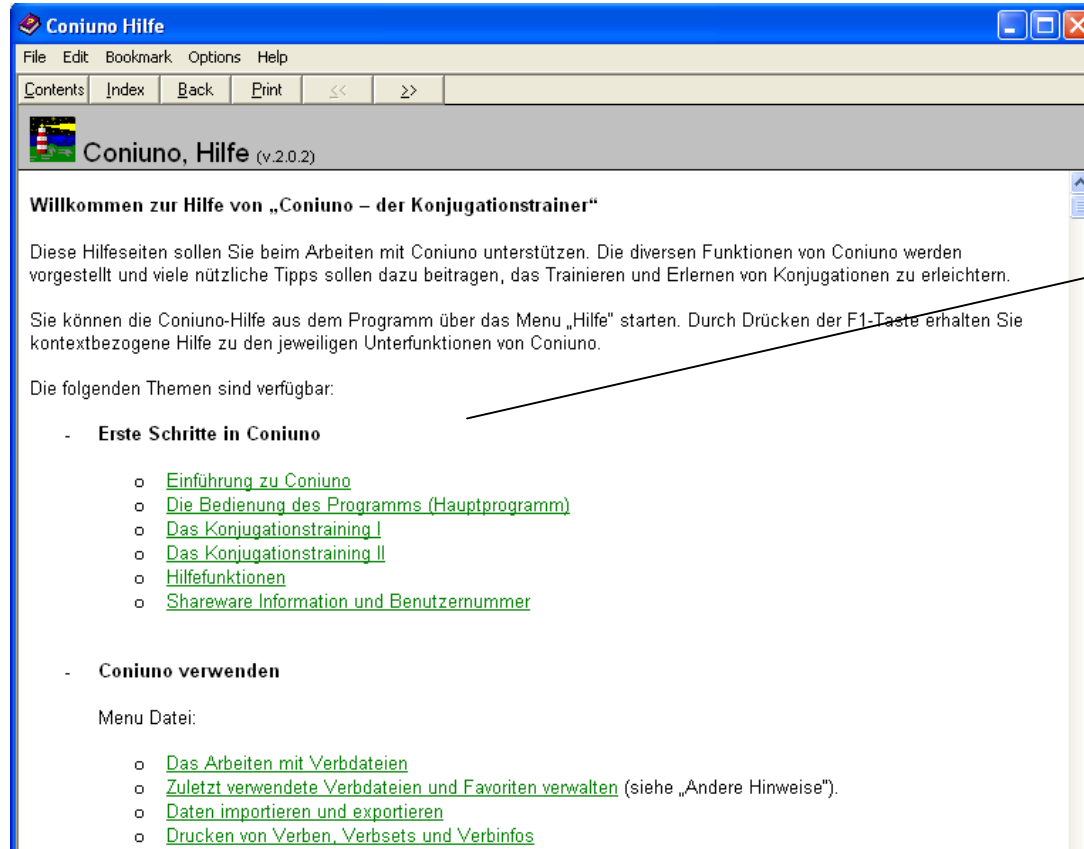 Coniuno Hilfe
File Edit Bookmark Options Help
Contents Index Back Print << >>
Coniuno, Hilfe (v.2.0.2)
Willkommen zur Hilfe von „Coniuno – der Konjugationstrainer“
Diese Hilfeseiten sollen Sie beim Arbeiten mit Coniuno unterstützen. Die diversen Funktionen von Coniuno werden
vorgestellt und viele nützliche Tipps sollen dazu beitragen, das Trainieren und Erlernen von Konjugationen zu erleichtern.
Sie können die Coniuno-Hilfe aus dem Programm über das Menu „Hilfe" starten. Durch Drücken der F1-Taste erhalten Sie
kontextbezogene Hilfe zu den jeweiligen Unterfunktionen von Coniuno.
Die folgenden Themen sind verfügbar:
- Erste Schritte in Coniuno
o Einführung zu Coniuno
o Die Bedienung des Programms (Hauptprogramm)
o Das Konjugationstraining I
o Das Konjugationstraining II
o Hilfefunktionen
o Shareware Information und Benutzernummer
- Coniuno verwenden
Menu Datei:
o Das Arbeiten mit Verbdateien
o Zuletzt verwendete Verbdateien und Favoriten verwalten (siehe „Andere Hinweise").
o Daten importieren und exportieren
o Drucken von Verben, Verbsets und Verbinfos